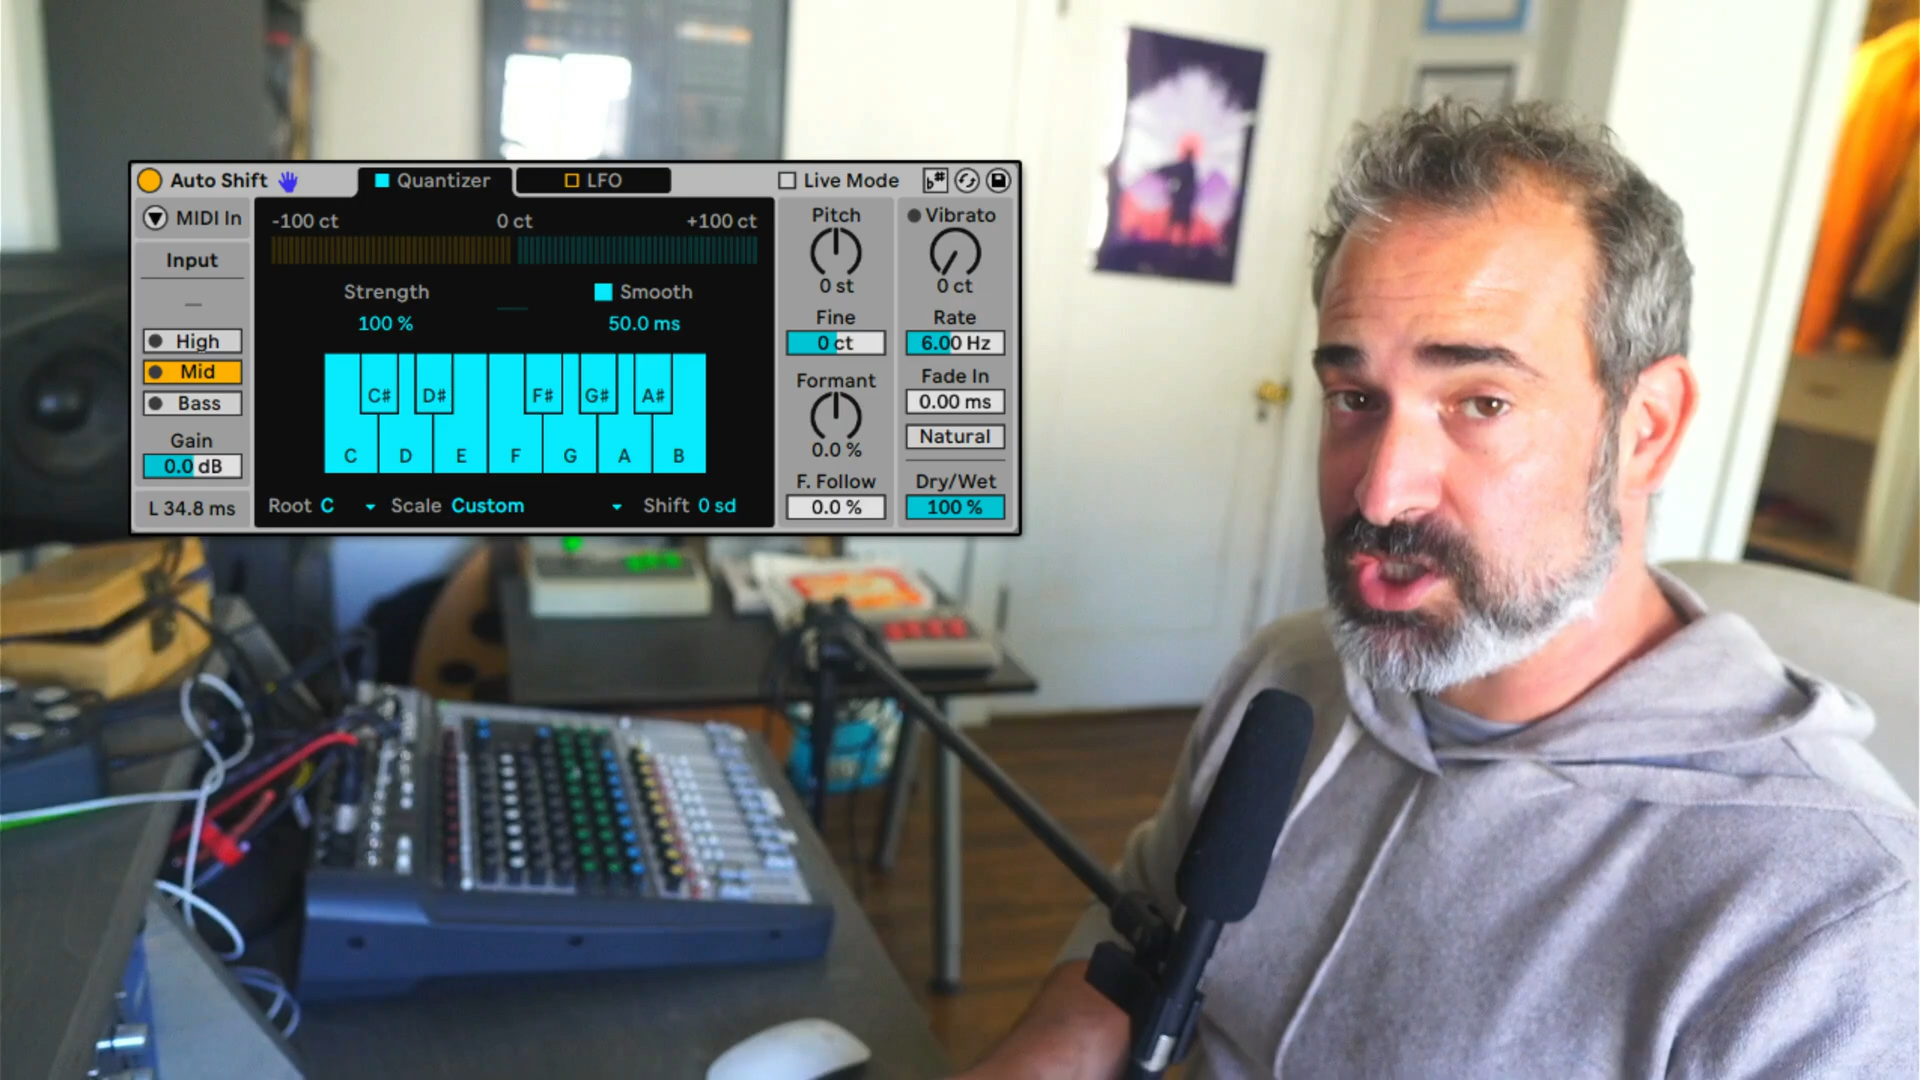 Auto Shift Quantizer LFO Live Mode b#
MIDI In
Input
High
Mid
Bass
Gain
0.0 dB
L 34.8 ms
-100 ct 0 ct +100 ct
Strength Smooth
100 % 50.0 ms
C# D# F# G# A#
C D E F G A B
Root C Scale Custom Shift 0 sd
Pitch
0 st
Fine
0 ct
Formant
0.0 %
F. Follow
0.0 %
Vibrato
0 ct
Rate
6.00 Hz
Fade In
0.00 ms
Natural
Dry/Wet
100 %